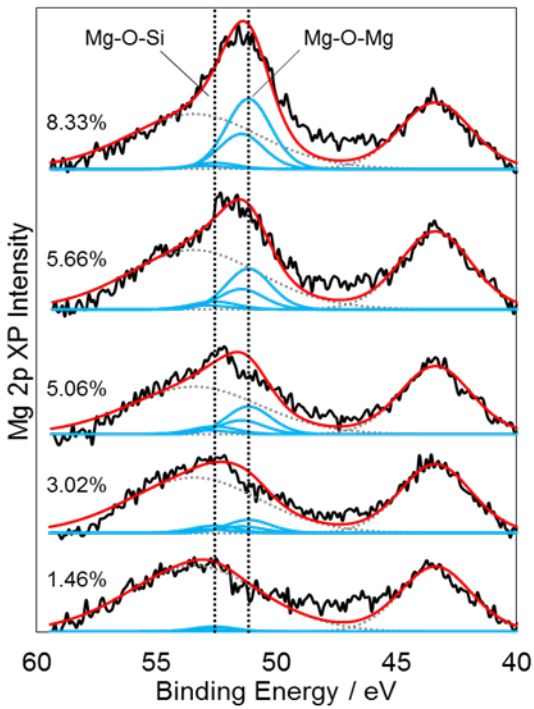 Mg-O-Si
Mg-O-Mg
8.33%
5.66%
5.06%
3.02%
1.46%
Mg 2p XP Intensity
60
55
50
45
40
Binding Energy / eV